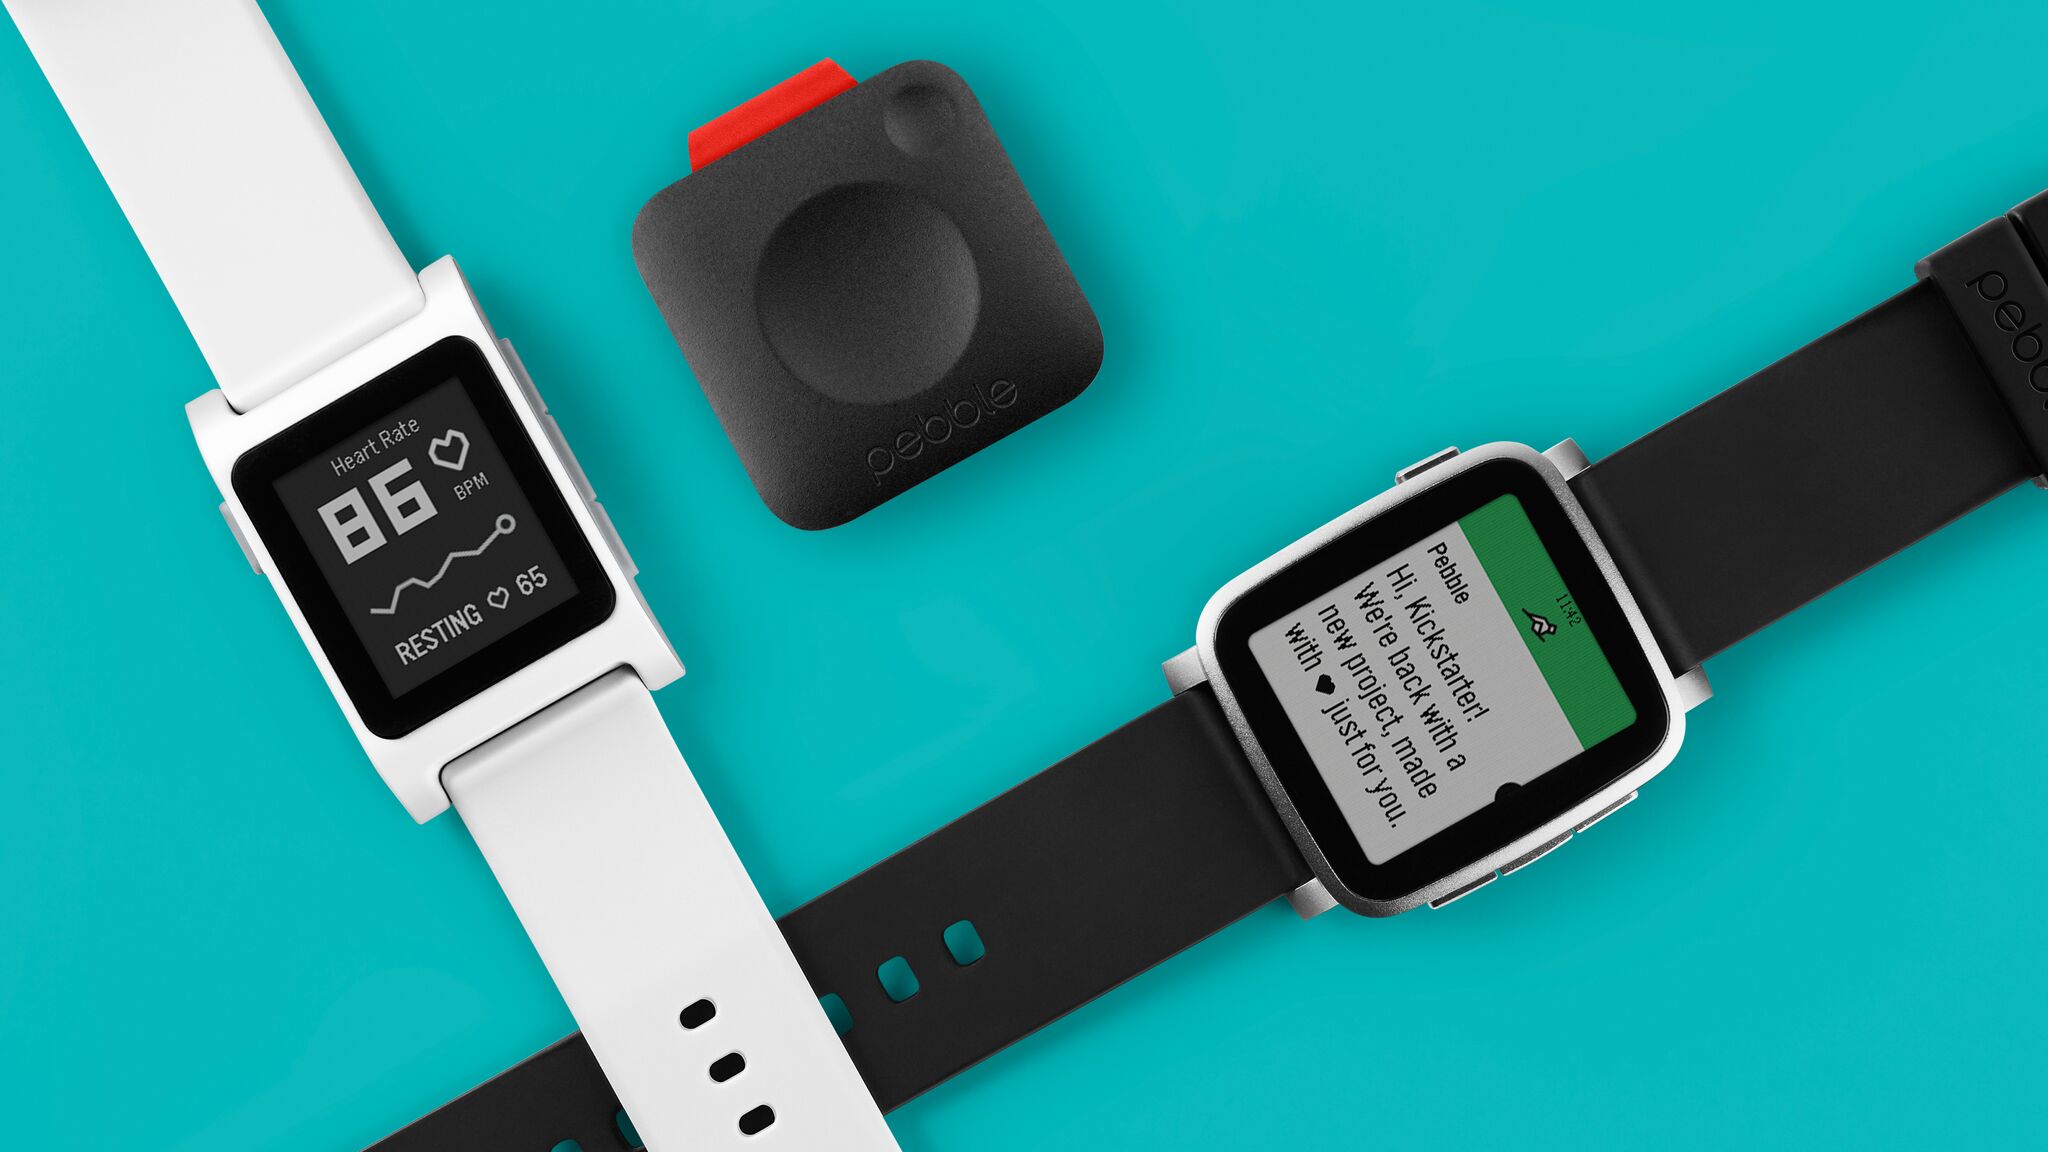 Heart Rate
86
BPM
RESTING 65
pebble
11:42
Pebble
Hi, Kickstarter!
We're back with a
new project, made
with ♥ just for you.